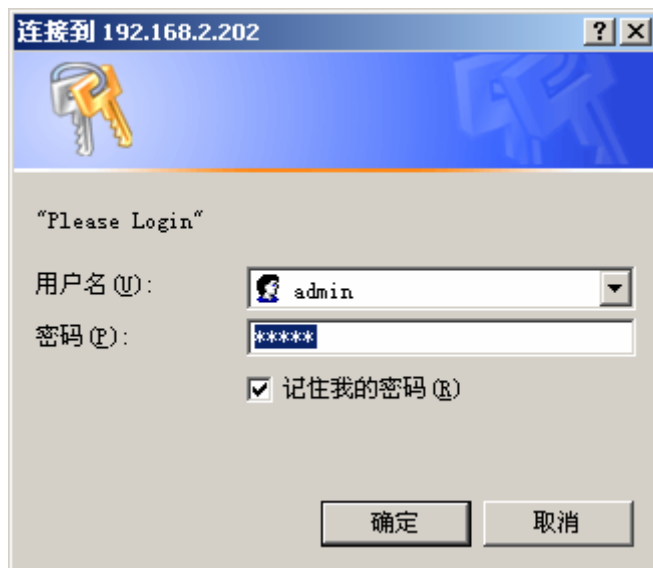 连接到 192.168.2.202
"Please Login"
用户名(U):
admin
密码(P):
*****
记住我的密码(R)
确定
取消